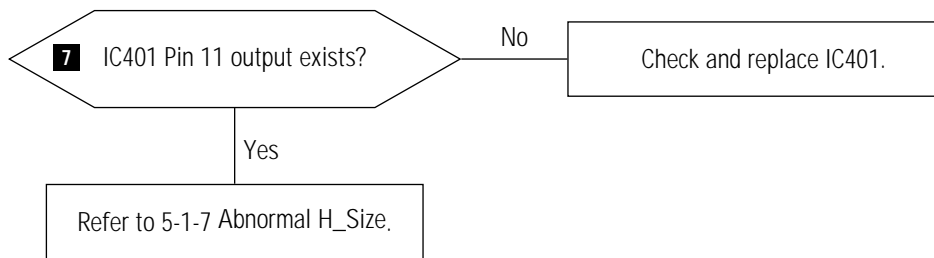 7 IC401 Pin 11 output exists?
No
Check and replace IC401.
Yes
Refer to 5-1-7 Abnormal H_Size.